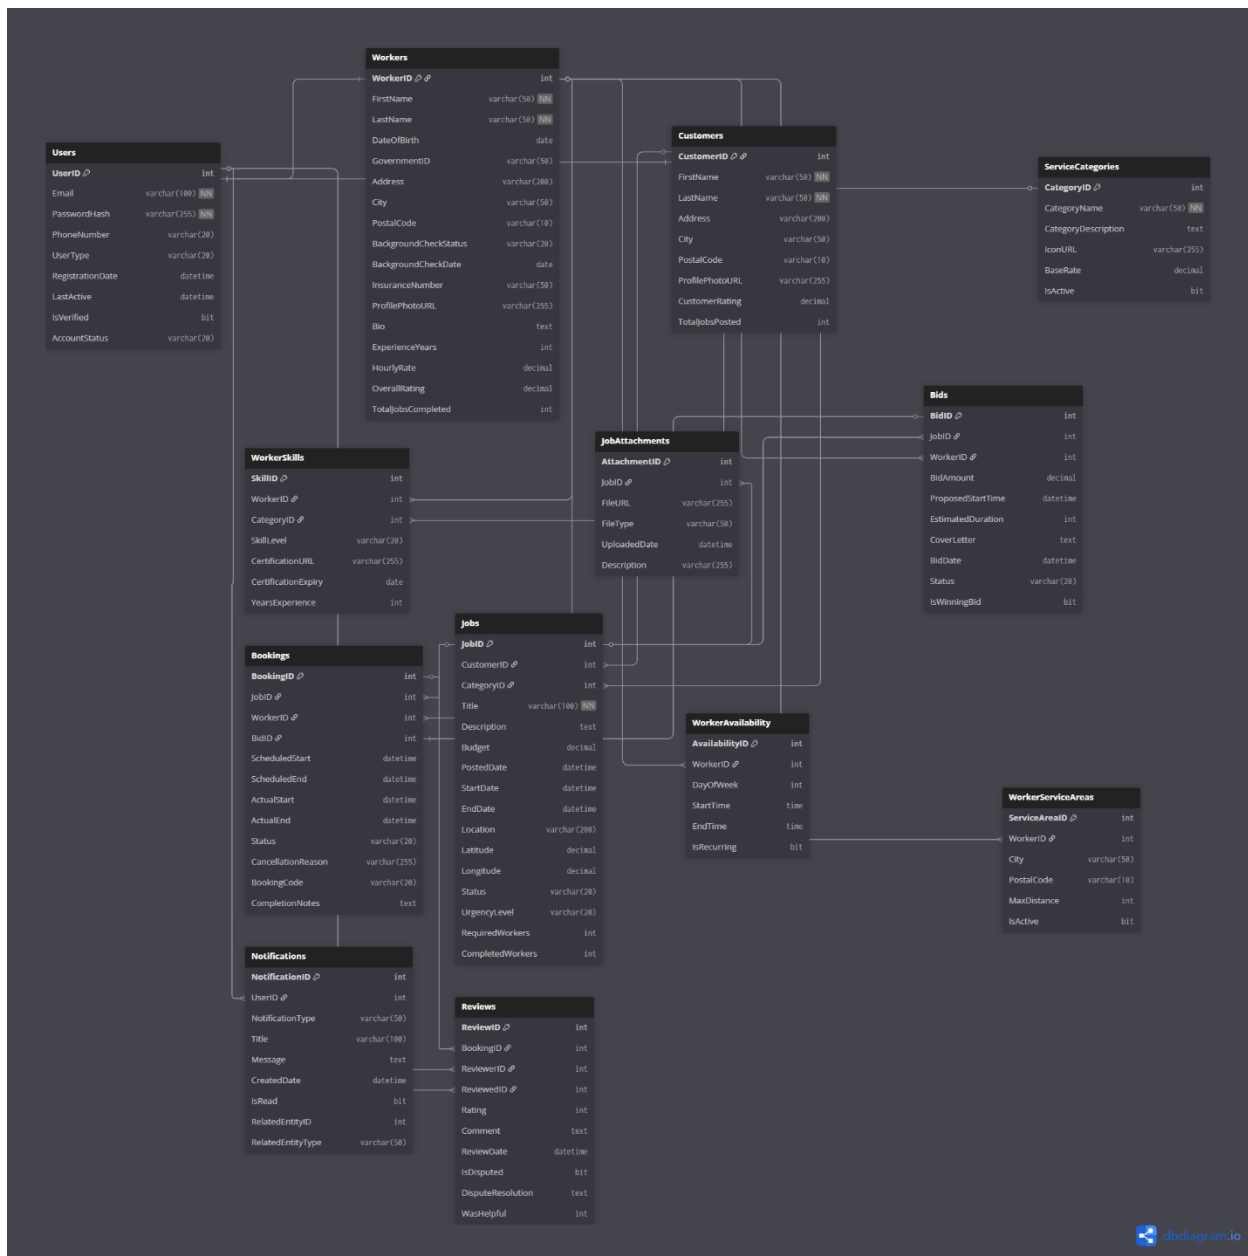 Workers
WorkerID int
FirstName varchar(50) NN
LastName varchar(50) NN
DateOfBirth date
GovernmentID varchar(50)
Address varchar(200)
City varchar(50)
PostalCode varchar(10)
BackgroundCheckStatus varchar(20)
BackgroundCheckDate date
InsuranceNumber varchar(50)
ProfilePhotoURL varchar(255)
Bio text
ExperienceYears int
HourlyRate decimal
OverallRating decimal
TotalJobsCompleted int
Users
UserID int
Email varchar(100) NN
PasswordHash varchar(255) NN
PhoneNumber varchar(20)
UserType varchar(20)
RegistrationDate datetime
LastActive datetime
IsVerified bit
AccountStatus varchar(20)
Customers
CustomerID int
FirstName varchar(50) NN
LastName varchar(50) NN
Address varchar(200)
City varchar(50)
PostalCode varchar(10)
ProfilePhotoURL varchar(255)
CustomerRating decimal
TotalJobsPosted int
ServiceCategories
CategoryID int
CategoryName varchar(50) NN
CategoryDescription text
IconURL varchar(255)
BaseRate decimal
IsActive bit
Bids
BidID int
JobID int
WorkerID int
BidAmount decimal
ProposedStartTime datetime
EstimatedDuration int
CoverLetter text
BidDate datetime
Status varchar(20)
IsWinningBid bit
JobAttachments
AttachmentID int
JobID int
FileURL varchar(255)
FileType varchar(50)
UploadedDate datetime
Description varchar(255)
WorkerSkills
SkillID int
WorkerID int
CategoryID int
SkillLevel varchar(20)
CertificationURL varchar(255)
CertificationExpiry date
YearsExperience int
Jobs
JobID int
CustomerID int
CategoryID int
Title varchar(100) NN
Description text
Budget decimal
PostedDate datetime
StartDate datetime
EndDate datetime
Location varchar(200)
Latitude decimal
Longitude decimal
Status varchar(20)
UrgencyLevel varchar(20)
RequiredWorkers int
CompletedWorkers int
Bookings
BookingID int
JobID int
WorkerID int
BidID int
ScheduledStart datetime
ScheduledEnd datetime
ActualStart datetime
ActualEnd datetime
Status varchar(20)
CancellationReason varchar(255)
BookingCode varchar(20)
CompletionNotes text
WorkerAvailability
AvailabilityID int
WorkerID int
DayOfWeek int
StartTime time
EndTime time
IsRecurring bit
WorkerServiceAreas
ServiceAreaID int
WorkerID int
City varchar(50)
PostalCode varchar(10)
MaxDistance int
IsActive bit
Notifications
NotificationID int
UserID int
NotificationType varchar(50)
Title varchar(100)
Message text
CreatedDate datetime
IsRead bit
RelatedEntityID int
RelatedEntityType varchar(50)
Reviews
ReviewID int
BookingID int
ReviewerID int
ReviewedID int
Rating int
Comment text
ReviewDate datetime
IsDisputed bit
DisputeResolution text
WasHelpful int
dbdiagram.io